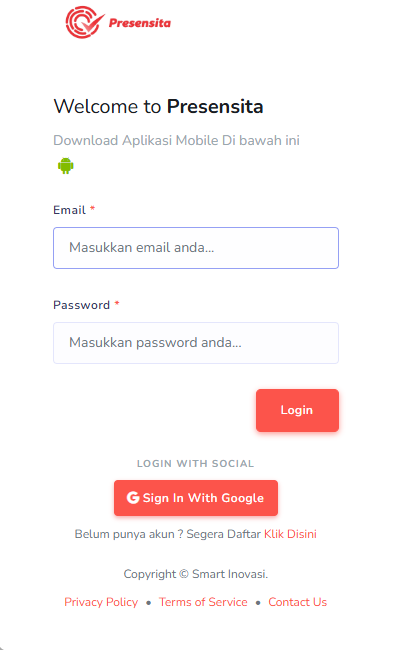 Presensita
Welcome to Presensita
Download Aplikasi Mobile Di bawah ini
Email *
Masukkan email anda...
Password *
Masukkan password anda...
Login
LOGIN WITH SOCIAL
G Sign In With Google
Belum punya akun ? Segera Daftar Klik Disini
Copyright © Smart Inovasi.
Privacy Policy • Terms of Service • Contact Us